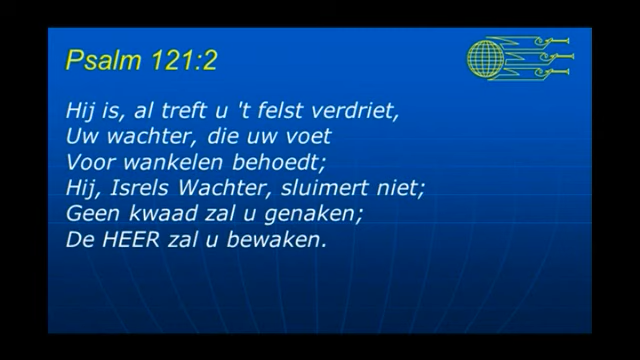 Psalm 121:2
Hij is, al treft u 't felst verdriet,
Uw wachter, die uw voet
Voor wankelen behoedt;
Hij, Isrels Wachter, sluimert niet;
Geen kwaad zal u genaken;
De HEER zal u bewaken.